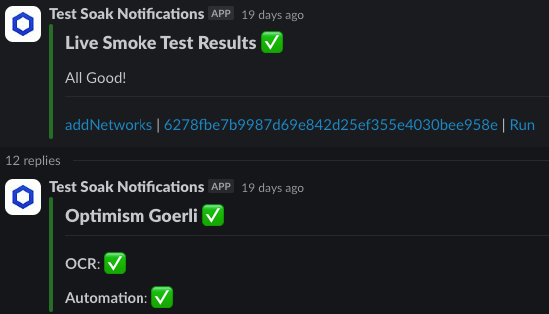 Test Soak Notifications APP 19 days ago
Live Smoke Test Results ✅
All Good!
addNetworks | 6278fbe7b9987d69e842d25ef355e4030bee958e | Run
12 replies
Test Soak Notifications APP 19 days ago
Optimism Goerli ✅
OCR: ✅
Automation: ✅